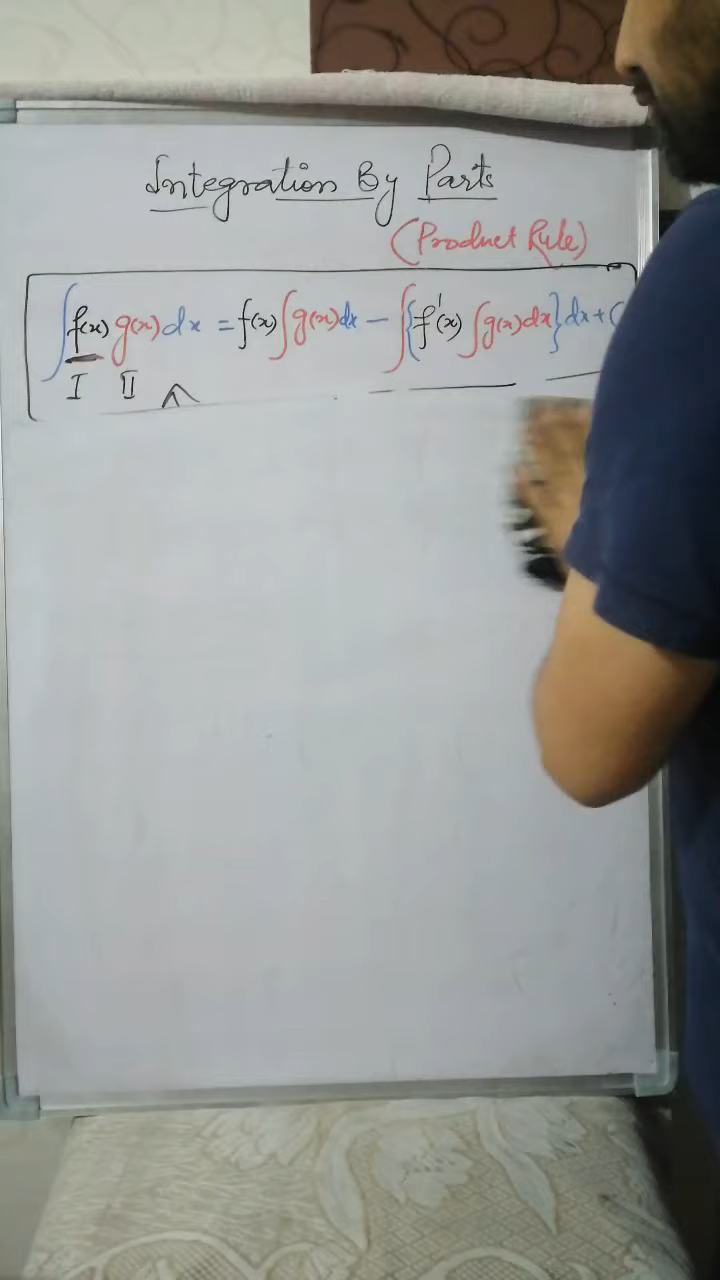 Integration By Parts
(Product Rule)
∫f(x) g(x) dx = f(x)∫g(x)dx − ∫{f'(x) ∫g(x)dx}dx + C
I II